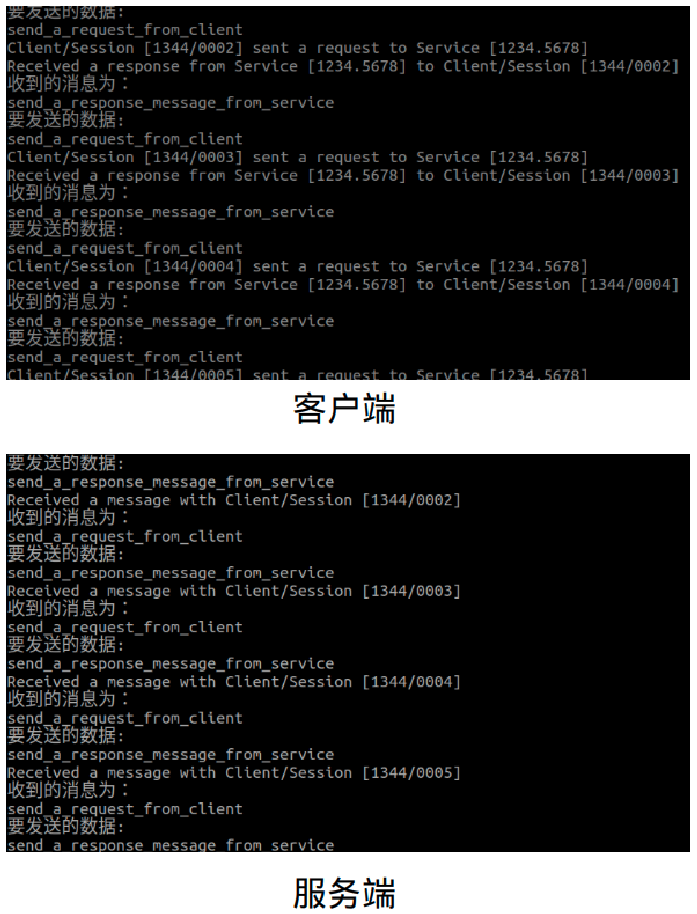 要发送的数据:
send_a_request_from_client
Client/Session [1344/0002] sent a request to Service [1234.5678]
Received a response from Service [1234.5678] to Client/Session [1344/0002]
收到的消息为：
send_a_response_message_from_service
要发送的数据:
send_a_request_from_client
Client/Session [1344/0003] sent a request to Service [1234.5678]
Received a response from Service [1234.5678] to Client/Session [1344/0003]
收到的消息为：
send_a_response_message_from_service
要发送的数据:
send_a_request_from_client
Client/Session [1344/0004] sent a request to Service [1234.5678]
Received a response from Service [1234.5678] to Client/Session [1344/0004]
收到的消息为：
send_a_response_message_from_service
要发送的数据:
send_a_request_from_client
Client/Session [1344/0005] sent a request to Service [1234.5678]
客户端
要发送的数据:
send_a_response_message_from_service
Received a message with Client/Session [1344/0002]
收到的消息为：
send_a_request_from_client
要发送的数据:
send_a_response_message_from_service
Received a message with Client/Session [1344/0003]
收到的消息为：
send_a_request_from_client
要发送的数据:
send_a_response_message_from_service
Received a message with Client/Session [1344/0004]
收到的消息为：
send_a_request_from_client
要发送的数据:
send_a_response_message_from_service
Received a message with Client/Session [1344/0005]
收到的消息为：
send_a_request_from_client
要发送的数据:
send_a_response_message_from_service
服务端